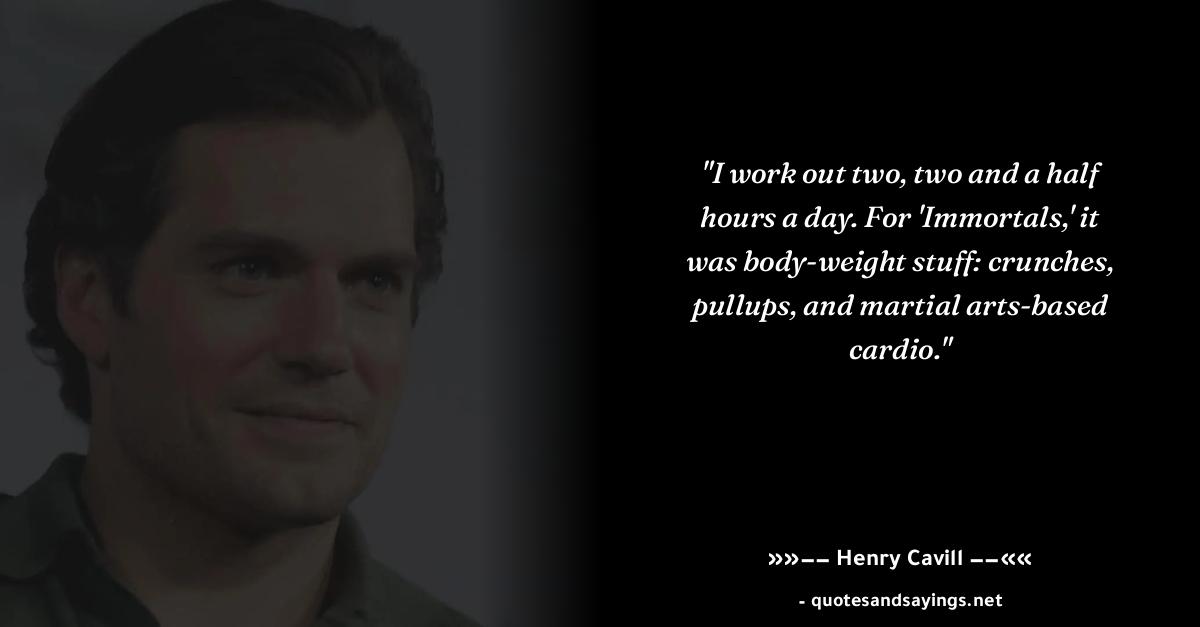 "I work out two, two and a half
hours a day. For 'Immortals,' it
was body-weight stuff: crunches,
pullups, and martial arts-based
cardio."
»»—— Henry Cavill ——««
- quotesandsayings.net